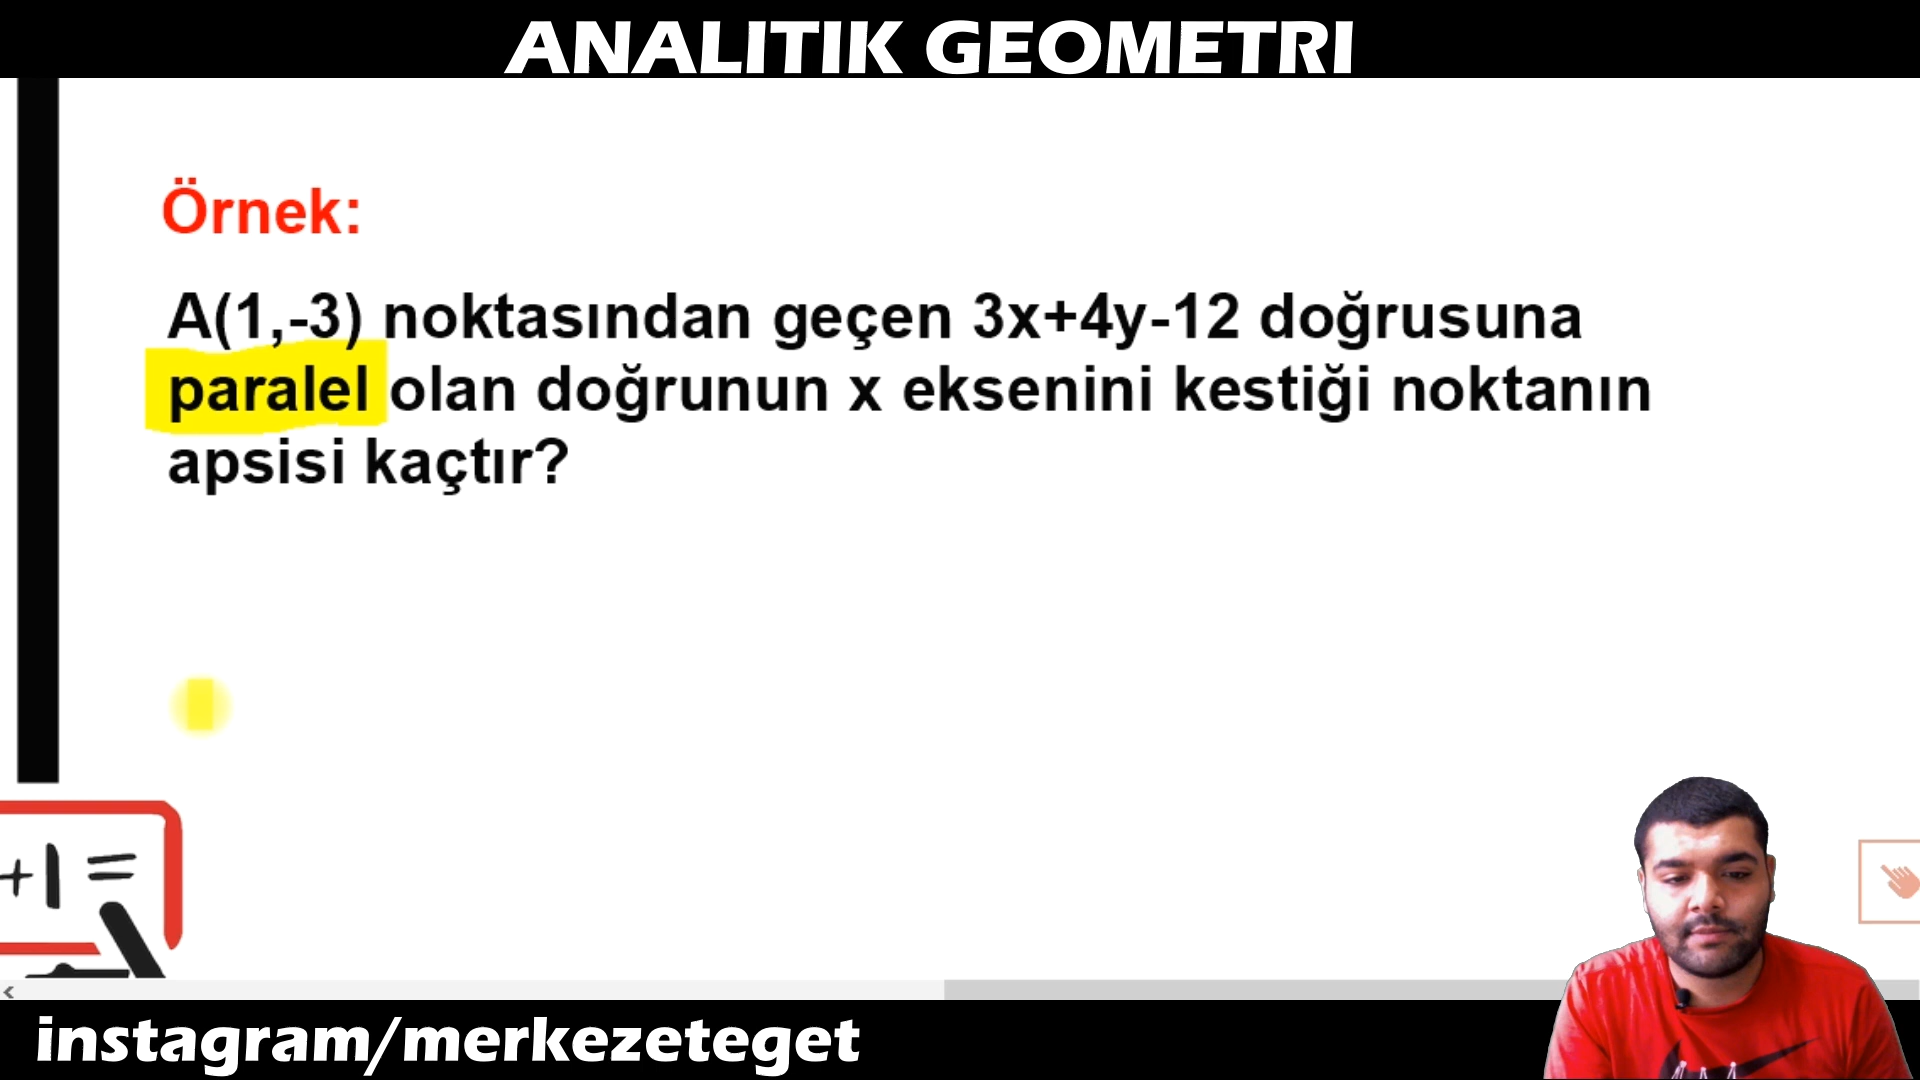 ANALITIK GEOMETRI
Örnek:
A(1,-3) noktasından geçen 3x+4y-12 doğrusuna
paralel olan doğrunun x eksenini kestiği noktanın
apsisi kaçtır?
+1 =
instagram/merkezeteget